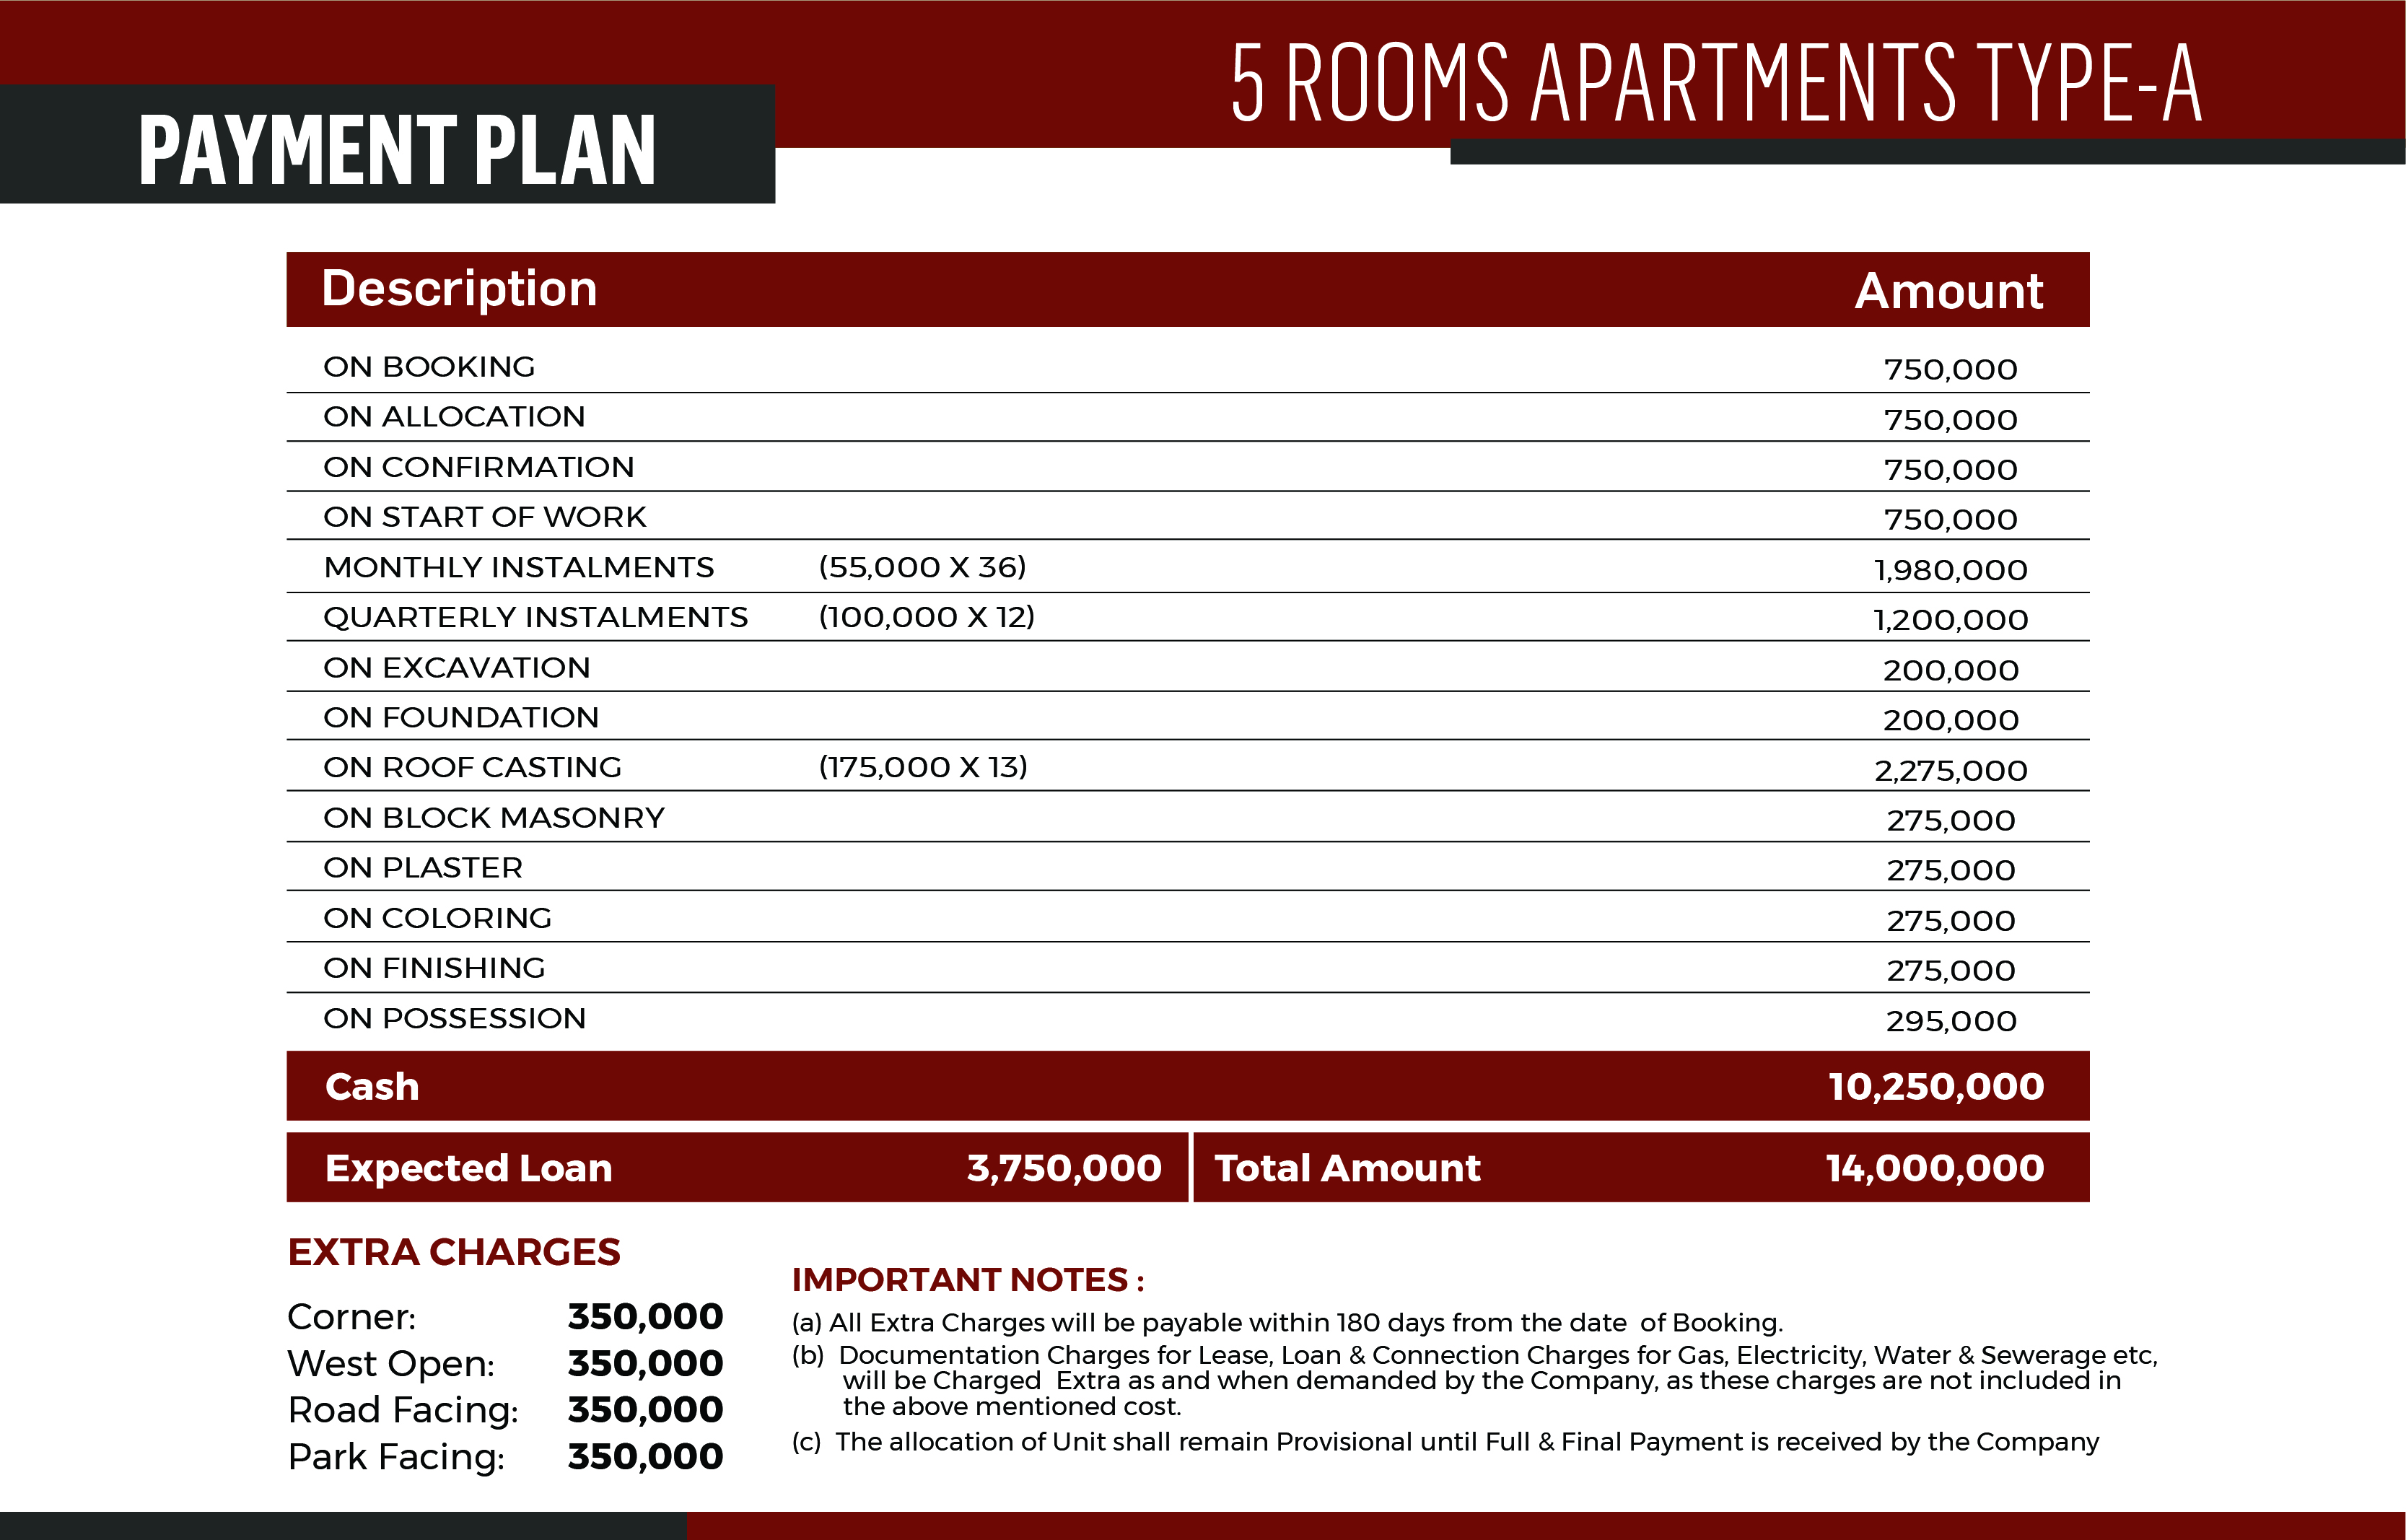 5 ROOMS APARTMENTS TYPE-A
PAYMENT PLAN
Description Amount
ON BOOKING 750,000
ON ALLOCATION 750,000
ON CONFIRMATION 750,000
ON START OF WORK 750,000
MONTHLY INSTALMENTS (55,000 X 36) 1,980,000
QUARTERLY INSTALMENTS (100,000 X 12) 1,200,000
ON EXCAVATION 200,000
ON FOUNDATION 200,000
ON ROOF CASTING (175,000 X 13) 2,275,000
ON BLOCK MASONRY 275,000
ON PLASTER 275,000
ON COLORING 275,000
ON FINISHING 275,000
ON POSSESSION 295,000
Cash 10,250,000
Expected Loan 3,750,000 Total Amount 14,000,000
EXTRA CHARGES
Corner: 350,000
West Open: 350,000
Road Facing: 350,000
Park Facing: 350,000
IMPORTANT NOTES :
(a) All Extra Charges will be payable within 180 days from the date of Booking.
(b) Documentation Charges for Lease, Loan & Connection Charges for Gas, Electricity, Water & Sewerage etc,
will be Charged Extra as and when demanded by the Company, as these charges are not included in
the above mentioned cost.
(c) The allocation of Unit shall remain Provisional until Full & Final Payment is received by the Company